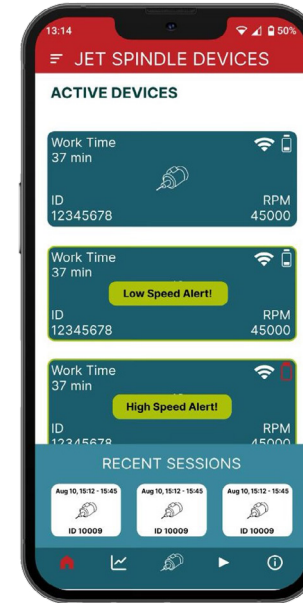 13:14
50%
JET SPINDLE DEVICES
ACTIVE DEVICES
Work Time
37 min
ID
12345678
RPM
45000
Work Time
37 min
Low Speed Alert!
ID
12345678
RPM
45000
Work Time
37 min
High Speed Alert!
ID
12345678
RPM
45000
RECENT SESSIONS
Aug 10, 15:12 - 15:45
ID 10009
Aug 10, 15:12 - 15:45
ID 10009
Aug 10, 15:12 - 15:45
ID 10009